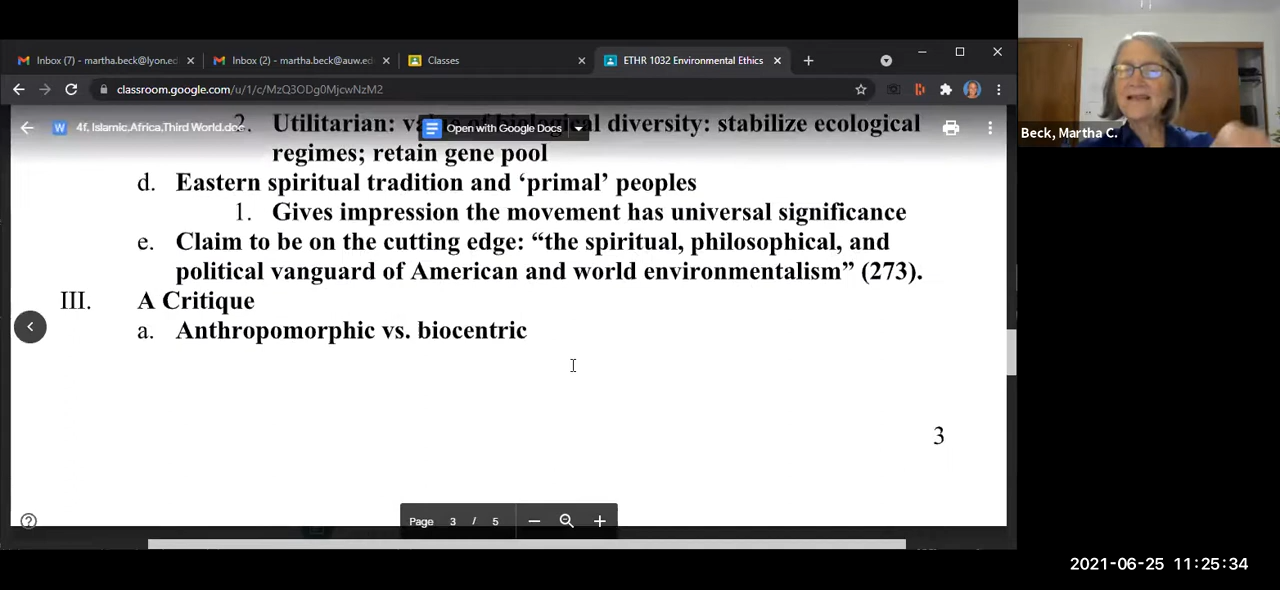 Inbox (7) - martha.beck@lyon.ed
Inbox (2) - martha.beck@auw.ed
Classes
ETHR 1032 Environmental Ethics
classroom.google.com/u/1/c/MzQ3ODg0MjcwNzM2
W 4f, Islamic,Africa,Third World.doc
Open with Google Docs
2. Utilitarian: value of biological diversity: stabilize ecological
regimes; retain gene pool
d. Eastern spiritual tradition and ‘primal’ peoples
1. Gives impression the movement has universal significance
e. Claim to be on the cutting edge: “the spiritual, philosophical, and
political vanguard of American and world environmentalism” (273).
III. A Critique
a. Anthropomorphic vs. biocentric
3
Page 3 / 5
Beck, Martha C.
2021-06-25 11:25:34